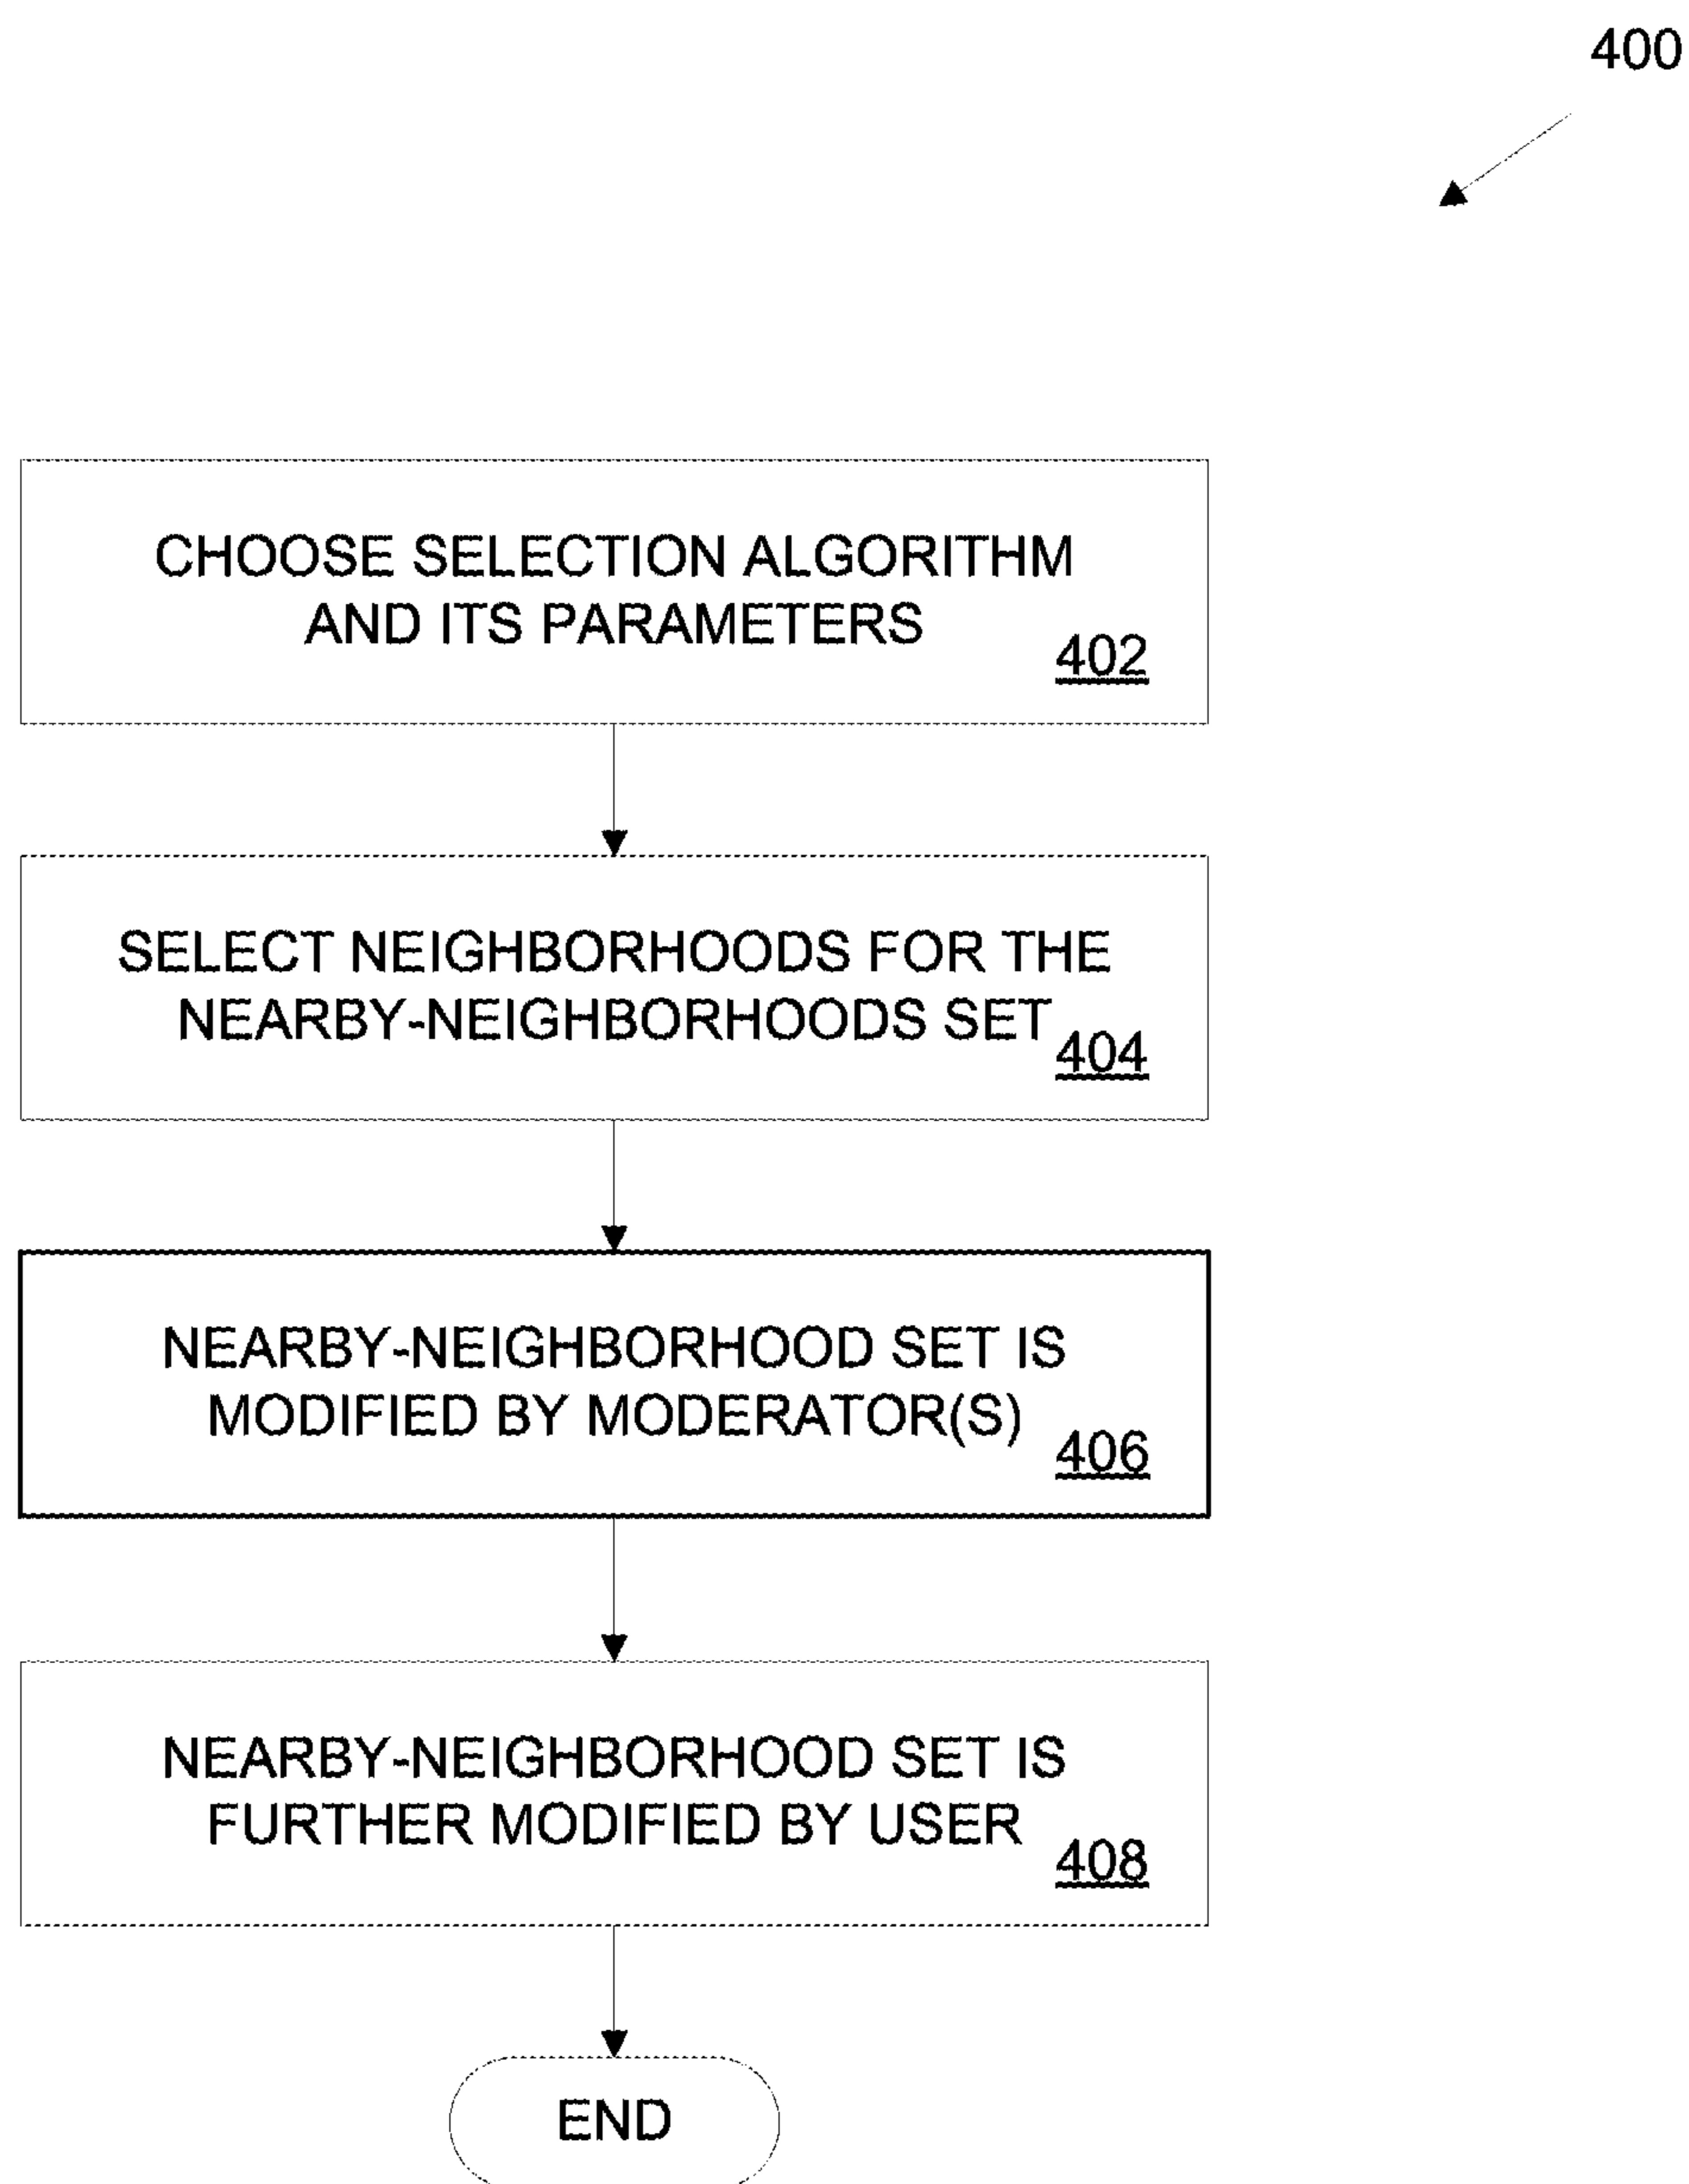 400
CHOOSE SELECTION ALGORITHM
AND ITS PARAMETERS
402
SELECT NEIGHBORHOODS FOR THE
NEARBY-NEIGHBORHOODS SET
404
NEARBY-NEIGHBORHOOD SET IS
MODIFIED BY MODERATOR(S)
406
NEARBY-NEIGHBORHOOD SET IS
FURTHER MODIFIED BY USER
408
END